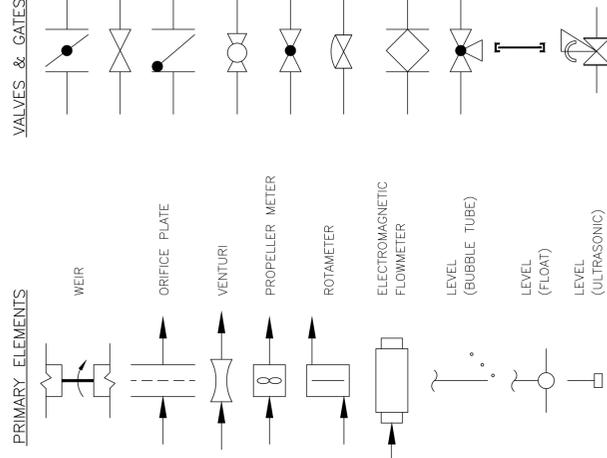 PRIMARY ELEMENTS
WEIR
ORIFICE PLATE
VENTURI
PROPELLER METER
ROTAMETER
ELECTROMAGNETIC
FLOWMETER
LEVEL
(BUBBLE TUBE)
LEVEL
(FLOAT)
LEVEL
(ULTRASONIC)
VALVES & GATES